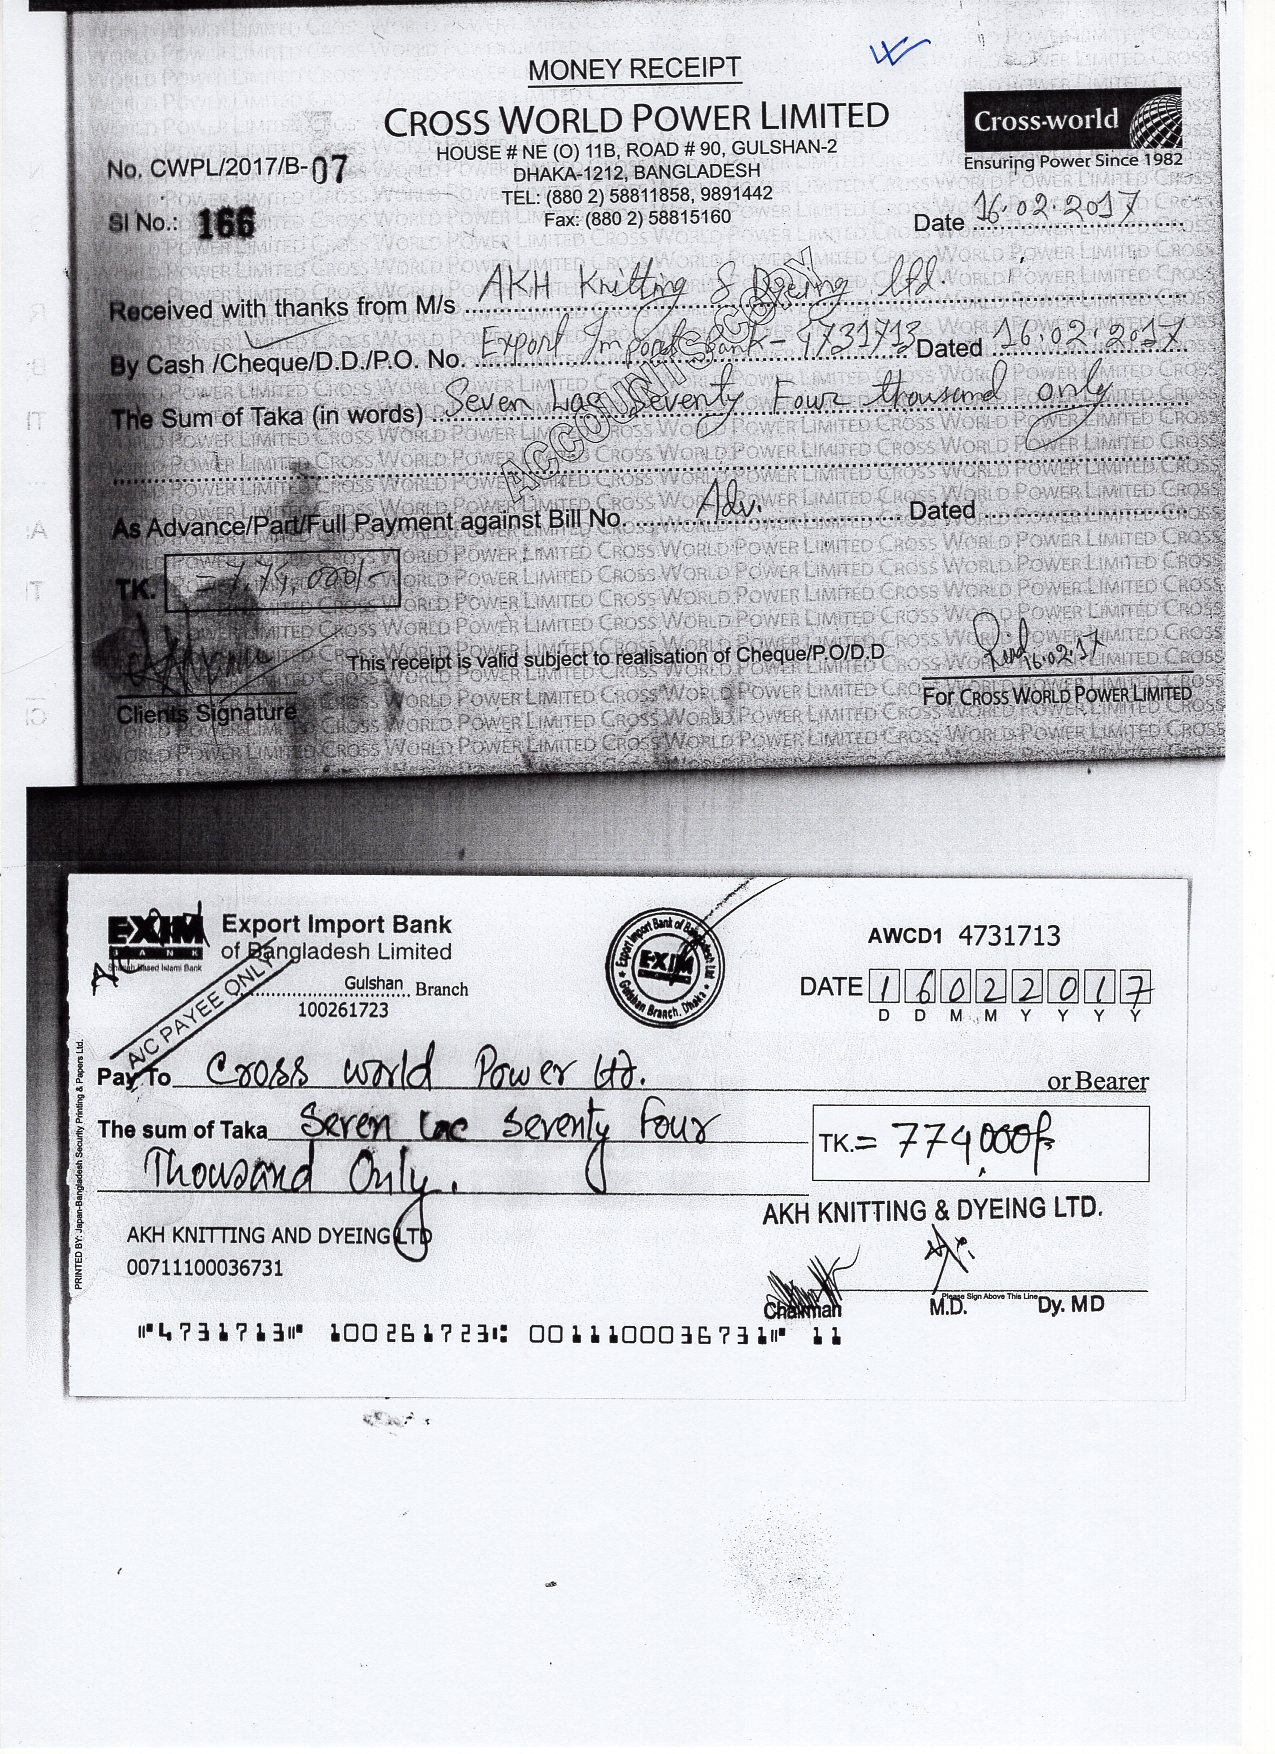 MONEY RECEIPT
CROSS WORLD POWER LIMITED
HOUSE # NE (O) 11B, ROAD # 90, GULSHAN-2
DHAKA-1212, BANGLADESH
TEL: (880 2) 58811858, 9891442
Fax: (880 2) 58815160
Cross-world
Ensuring Power Since 1982
No. CWPL/2017/B-07
Sl No.: 166
Date 16.02.2017
Received with thanks from M/s AKH Knitting & Dyeing ltd
By Cash /Cheque/D.D./P.O. No. Export Import Bank - 4731713 Dated 16.02.2017
The Sum of Taka (in words) Seven Lac Seventy Four thousand only
ACCOUNTS COPY
As Advance/Part/Full Payment against Bill No. Adv. Dated
TK. =7,74,000/-
This receipt is valid subject to realisation of Cheque/P.O/D.D
16.02.17
Clients Signature
For CROSS WORLD POWER LIMITED
EXIM
BANK
Shariah Based Islami Bank
Export Import Bank
of Bangladesh Limited
Gulshan Branch
100261723
A/C PAYEE ONLY
Export Import Bank of Bangladesh Ltd
EXIM
Gulshan Branch, Dhaka
AWCD1 4731713
DATE 16022017
D D M M Y Y Y Y
Pay To Cross world Power Ltd.
or Bearer
The sum of Taka Seven Lac Seventy Four
Thousand Only.
TK.= 774,000/=
AKH KNITTING & DYEING LTD.
AKH KNITTING AND DYEING LTD
00711100036731
Please Sign Above This Line
Chairman M.D. Dy. MD
PRINTED BY: Japan-Bangladesh Security Printing & Papers Ltd.
⑈4731713⑈ 100261723⑆ 0011100036731⑈ 11